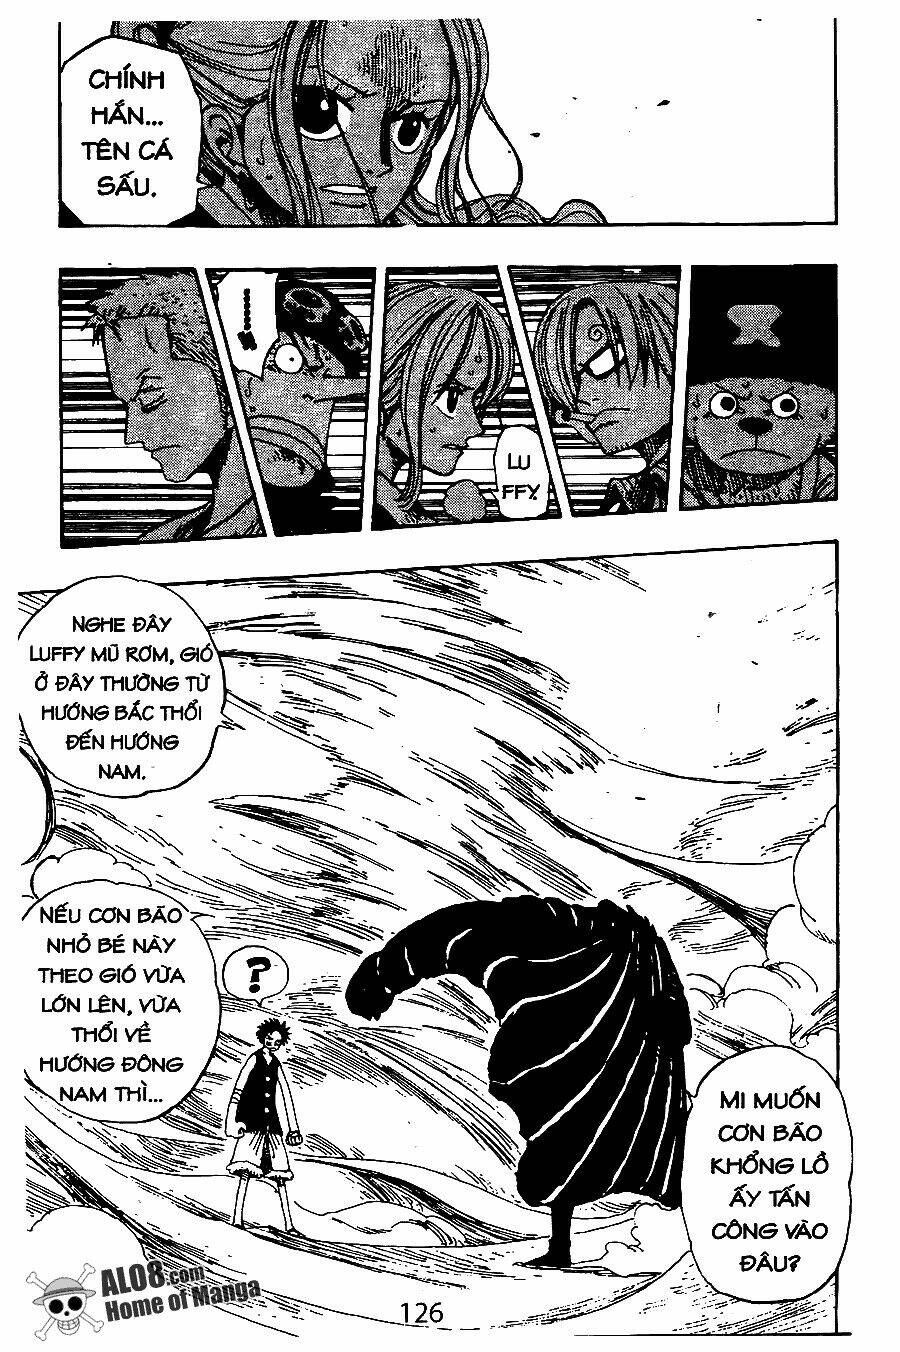 CHÍNH
HẮN...
TÊN CÁ
SẤU.
LU
FFY.
NGHE ĐÂY
LUFFY MŨ RƠM, GIÓ
Ở ĐÂY THƯỜNG TỪ
HƯỚNG BẮC THỔI
ĐẾN HƯỚNG
NAM.
NẾU CƠN BÃO
NHỎ BÉ NÀY
THEO GIÓ VỪA
LỚN LÊN, VỪA
THỔI VỀ
HƯỚNG ĐÔNG
NAM THÌ...
?
MI MUỐN
CƠN BÃO
KHỔNG LỒ
ẤY TẤN
CÔNG VÀO
ĐÂU?
ALO8.com
Home of Manga
126